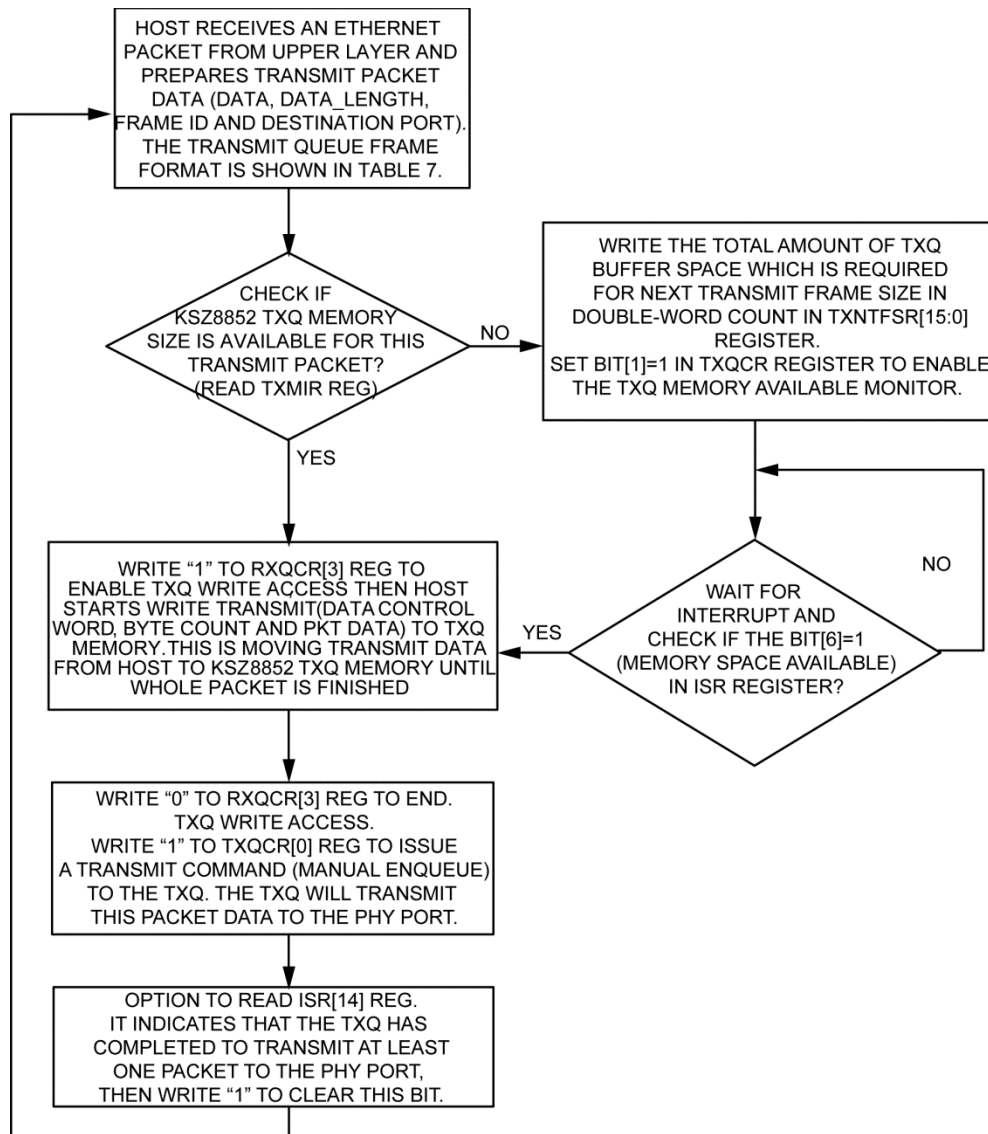 HOST RECEIVES AN ETHERNET
PACKET FROM UPPER LAYER AND
PREPARES TRANSMIT PACKET
DATA (DATA, DATA_LENGTH,
FRAME ID AND DESTINATION PORT).
THE TRANSMIT QUEUE FRAME
FORMAT IS SHOWN IN TABLE 7.
CHECK IF
KSZ8852 TXQ MEMORY
SIZE IS AVAILABLE FOR THIS
TRANSMIT PACKET?
(READ TXMIR REG)
NO
WRITE THE TOTAL AMOUNT OF TXQ
BUFFER SPACE WHICH IS REQUIRED
FOR NEXT TRANSMIT FRAME SIZE IN
DOUBLE-WORD COUNT IN TXNTFSR[15:0]
REGISTER.
SET BIT[1]=1 IN TXQCR REGISTER TO ENABLE
THE TXQ MEMORY AVAILABLE MONITOR.
YES
WAIT FOR
INTERRUPT AND
CHECK IF THE BIT[6]=1
(MEMORY SPACE AVAILABLE)
IN ISR REGISTER?
NO
YES
WRITE “1” TO RXQCR[3] REG TO
ENABLE TXQ WRITE ACCESS THEN HOST
STARTS WRITE TRANSMIT(DATA CONTROL
WORD, BYTE COUNT AND PKT DATA) TO TXQ
MEMORY.THIS IS MOVING TRANSMIT DATA
FROM HOST TO KSZ8852 TXQ MEMORY UNTIL
WHOLE PACKET IS FINISHED
WRITE “0” TO RXQCR[3] REG TO END.
TXQ WRITE ACCESS.
WRITE “1” TO TXQCR[0] REG TO ISSUE
A TRANSMIT COMMAND (MANUAL ENQUEUE)
TO THE TXQ. THE TXQ WILL TRANSMIT
THIS PACKET DATA TO THE PHY PORT.
OPTION TO READ ISR[14] REG.
IT INDICATES THAT THE TXQ HAS
COMPLETED TO TRANSMIT AT LEAST
ONE PACKET TO THE PHY PORT,
THEN WRITE “1” TO CLEAR THIS BIT.